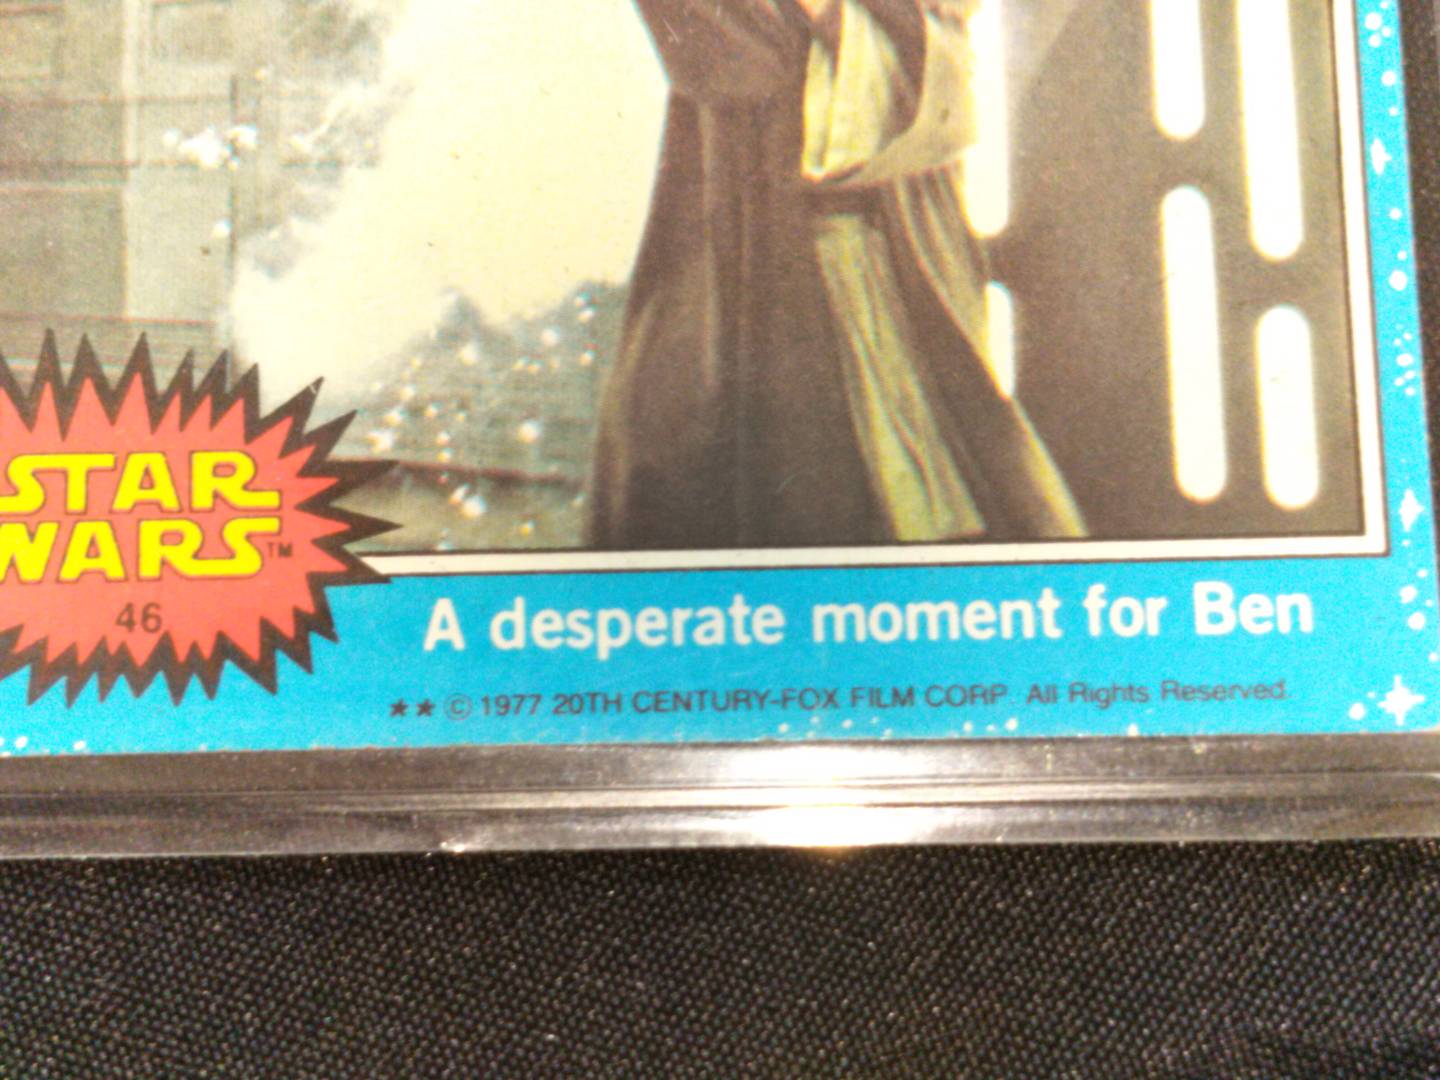 STAR
WARS™
46
A desperate moment for Ben
★★ © 1977 20TH CENTURY-FOX FILM CORP. All Rights Reserved.